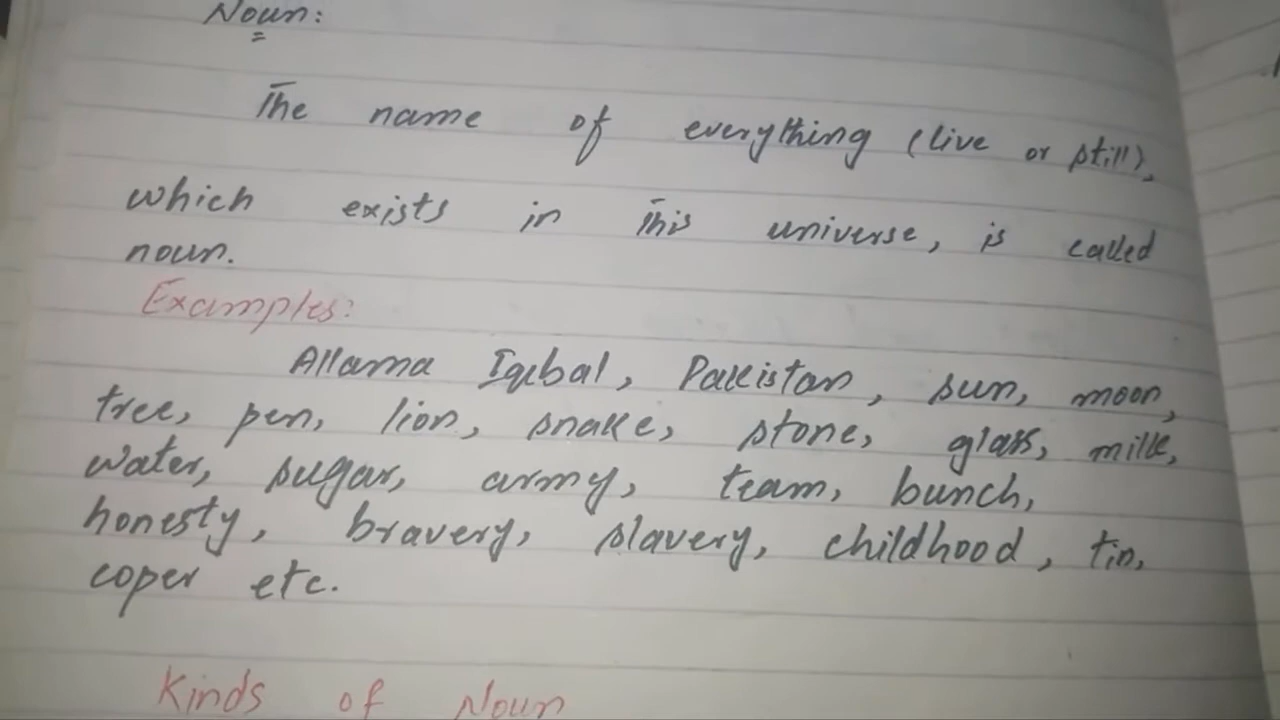 Noun:
The name of everything (live or still),
which exists in this universe, is called
noun.
Examples:
Allama Iqbal, Pakistan, sun, moon,
tree, pen, lion, snake, stone, glass, milk,
water, sugar, army, team, bunch,
honesty, bravery, slavery, childhood, tin,
coper etc.
Kinds of Noun